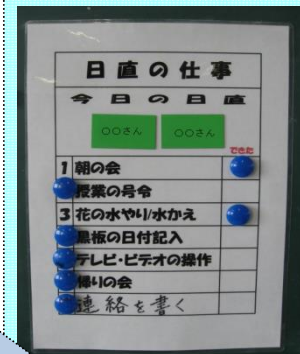 日直の仕事
今日の日直
○○さん ○○さん
できた
1 朝の会
授業の号令
3 花の水やり/水かえ
黒板の日付記入
テレビ・ビデオの操作
帰りの会
連絡を書く